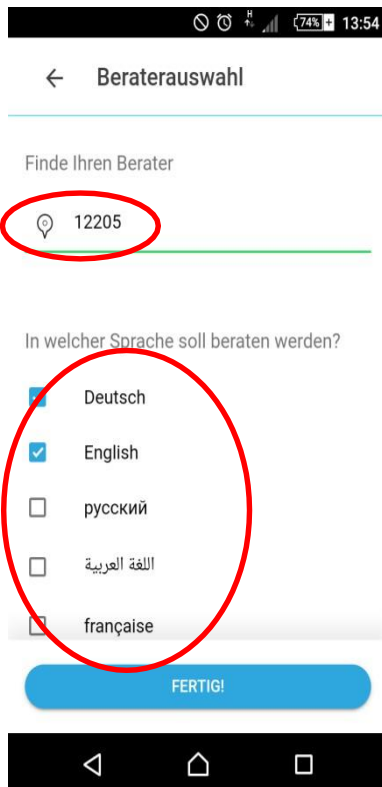 H 74% 13:54
Beraterauswahl
Finde Ihren Berater
12205
In welcher Sprache soll beraten werden?
Deutsch
English
русский
اللغة العربية
française
FERTIG!